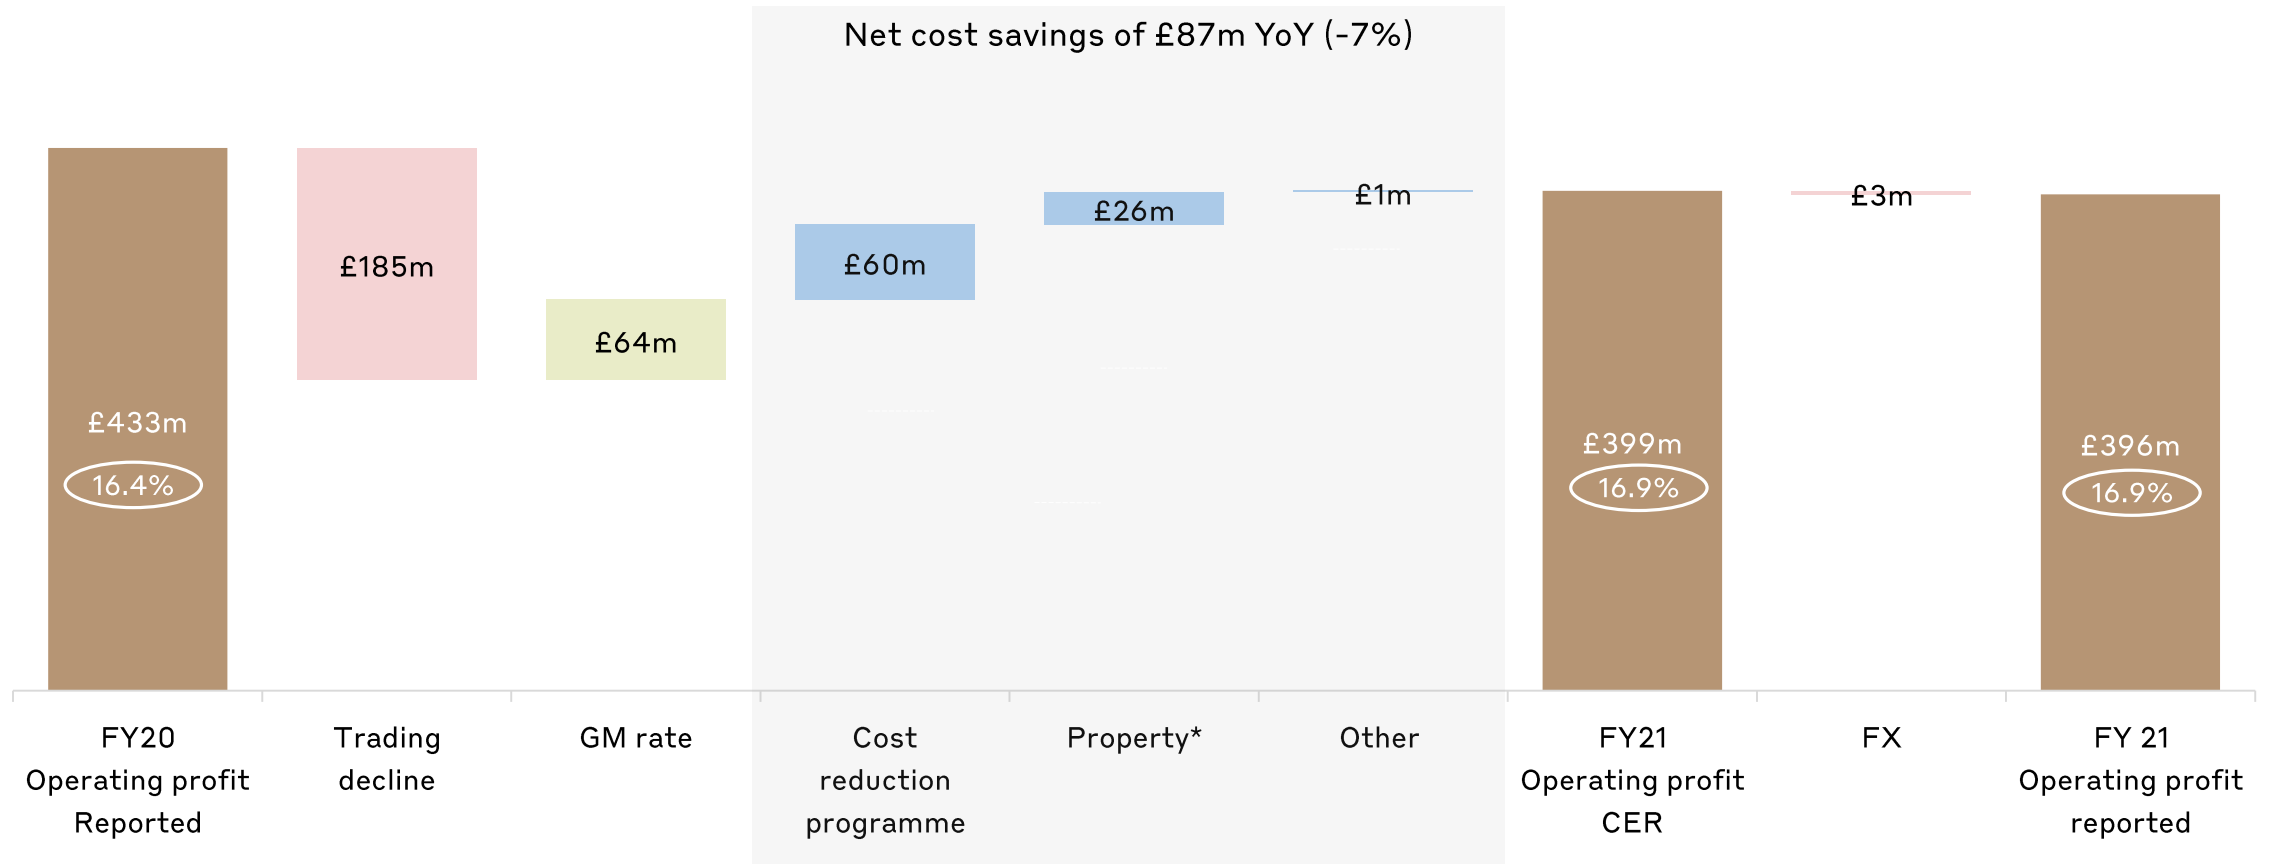 Net cost savings of £87m YoY (-7%)
£433m
16.4%
£185m
£64m
£60m
£26m
£1m
£399m
16.9%
£3m
£396m
16.9%
FY20
Operating profit
Reported
Trading
decline
GM rate
Cost
reduction
programme
Property*
Other
FY21
Operating profit
CER
FX
FY 21
Operating profit
reported